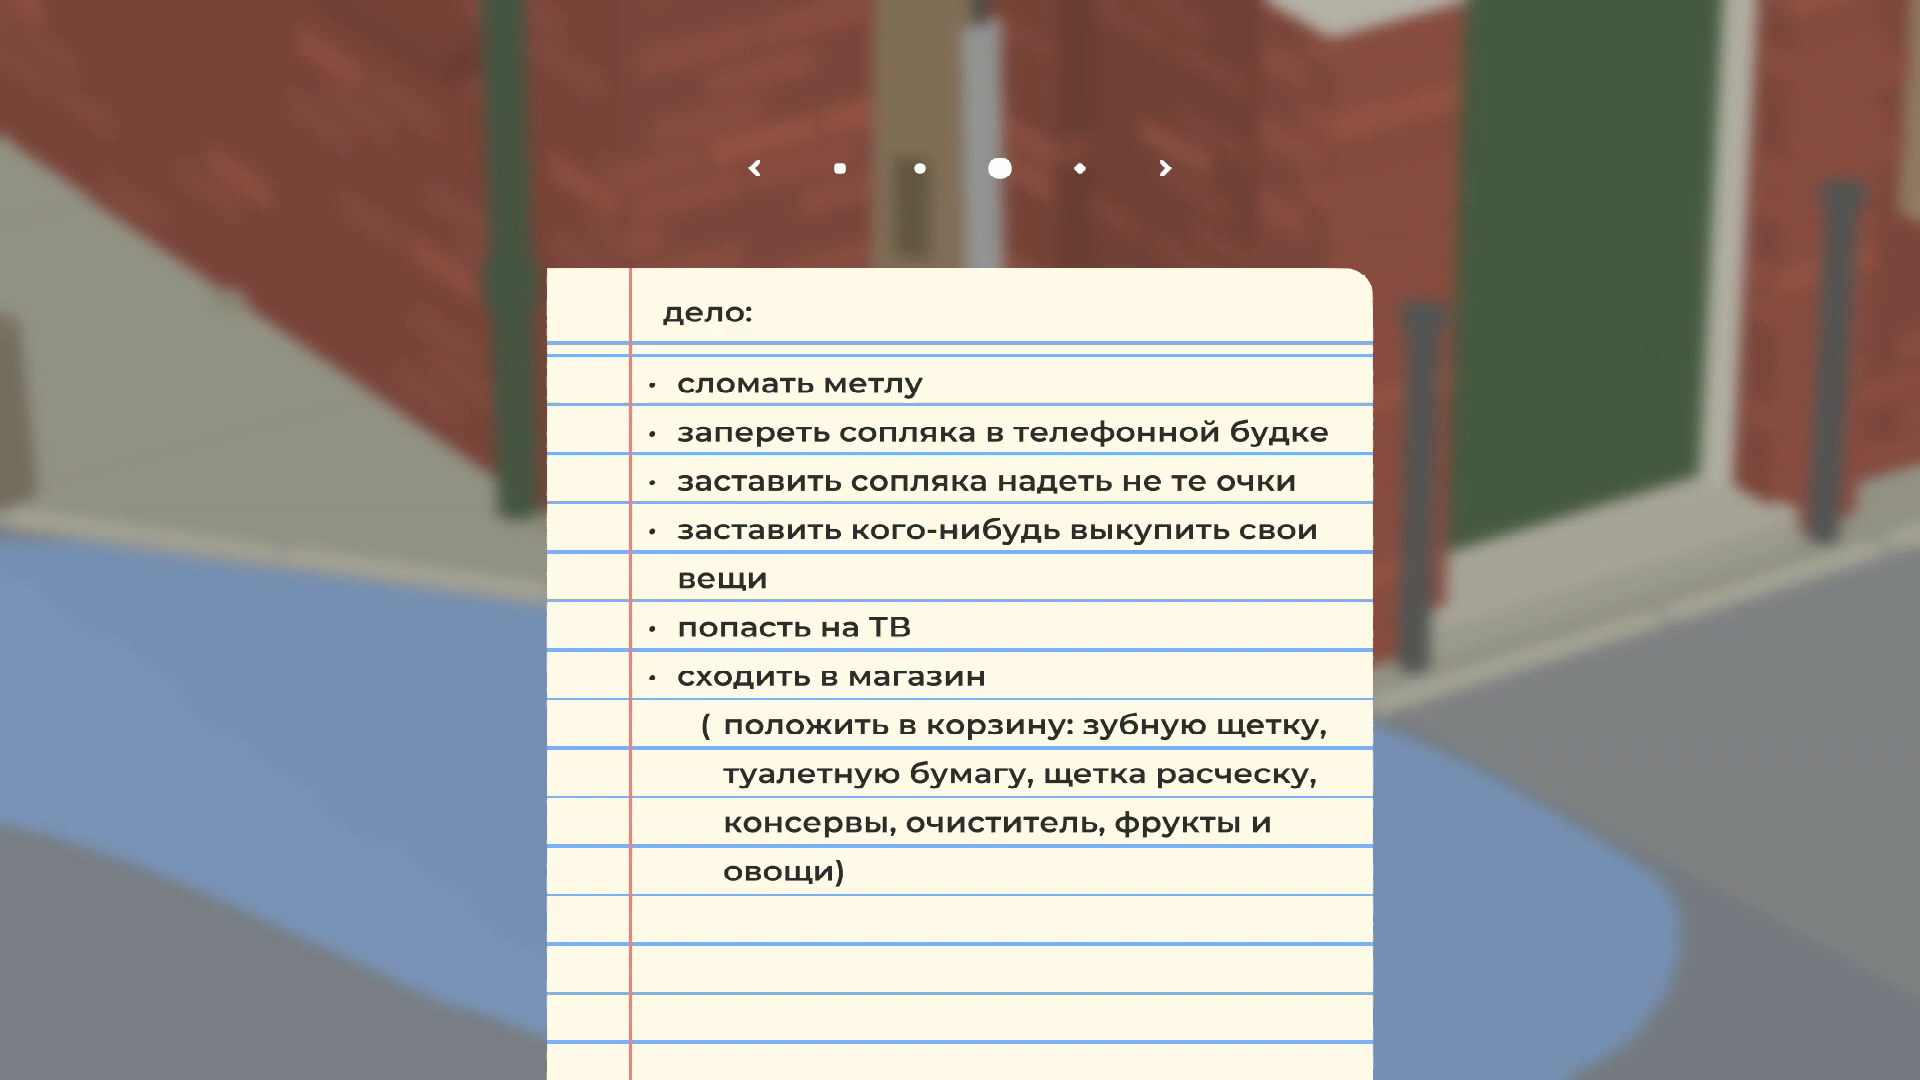 дело:
• сломать метлу
• запереть сопляка в телефонной будке
• заставить сопляка надеть не те очки
• заставить кого-нибудь выкупить свои
вещи
• попасть на ТВ
• сходить в магазин
( положить в корзину: зубную щетку,
туалетную бумагу, щетка расческу,
консервы, очиститель, фрукты и
овощи)